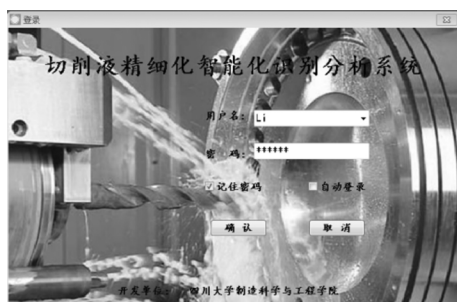 登录
切削液精细化智能化识别分析系统
用户名: Li
密 码: ******
记住密码 自动登录
确 认 取 消
开发单位: 四川大学制造科学与工程学院